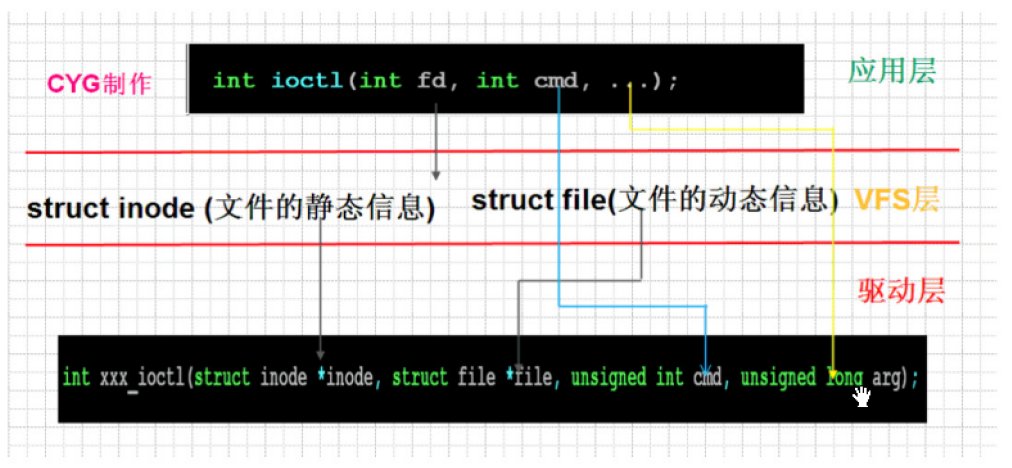 CYG制作
int ioctl(int fd, int cmd, ...);
应用层
struct inode (文件的静态信息)
struct file(文件的动态信息)
VFS层
驱动层
int xxx_ioctl(struct inode *inode, struct file *file, unsigned int cmd, unsigned long arg);